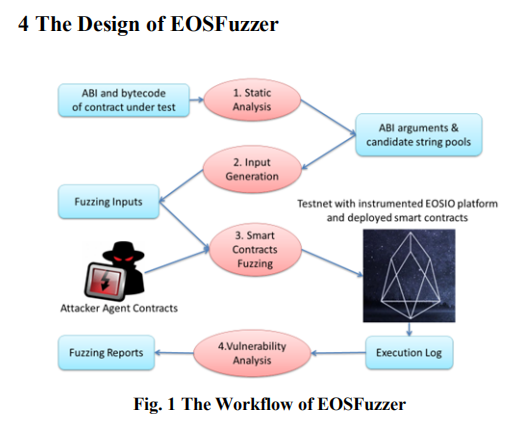 4 The Design of EOSFuzzer
ABI and bytecode
of contract under test
1. Static
Analysis
ABI arguments &
candidate string pools
2. Input
Generation
Fuzzing Inputs
Testnet with instrumented EOSIO platform
and deployed smart contracts
3. Smart
Contracts
Fuzzing
Attacker Agent Contracts
Fuzzing Reports
4.Vulnerability
Analysis
Execution Log
Fig. 1 The Workflow of EOSFuzzer